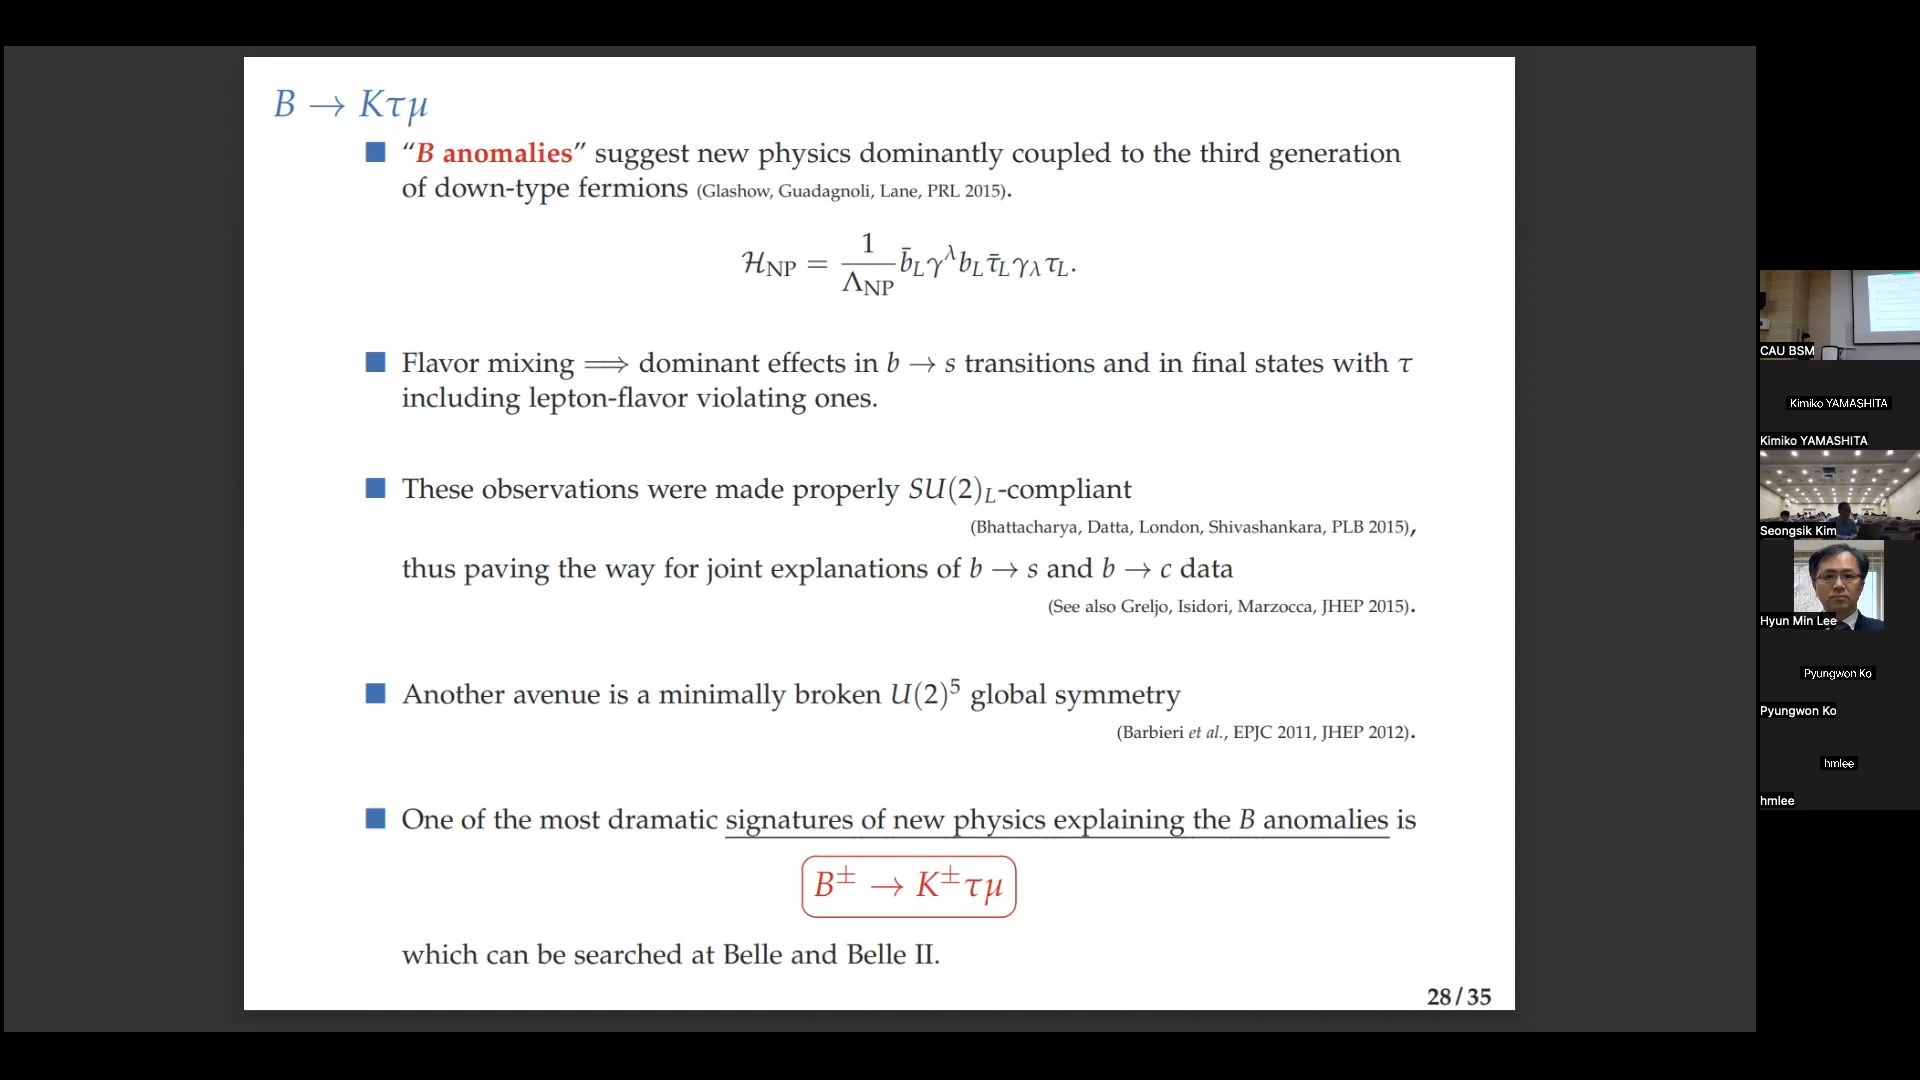 B → Kτμ
“B anomalies” suggest new physics dominantly coupled to the third generation
of down-type fermions (Glashow, Guadagnoli, Lane, PRL 2015).
ℋ_NP = 1/Λ_NP b̄_Lγ^λb_Lτ̄_Lγ_λτ_L.
Flavor mixing ⟹ dominant effects in b → s transitions and in final states with τ
including lepton-flavor violating ones.
These observations were made properly SU(2)_L-compliant
(Bhattacharya, Datta, London, Shivashankara, PLB 2015),
thus paving the way for joint explanations of b → s and b → c data
(See also Greljo, Isidori, Marzocca, JHEP 2015).
Another avenue is a minimally broken U(2)⁵ global symmetry
(Barbieri et al., EPJC 2011, JHEP 2012).
One of the most dramatic signatures of new physics explaining the B anomalies is
B^± → K^±τμ
which can be searched at Belle and Belle II.
28 / 35
CAU BSM
Kimiko YAMASHITA
Kimiko YAMASHITA
Seongsik Kim
Hyun Min Lee
Pyungwon Ko
Pyungwon Ko
hmlee
hmlee